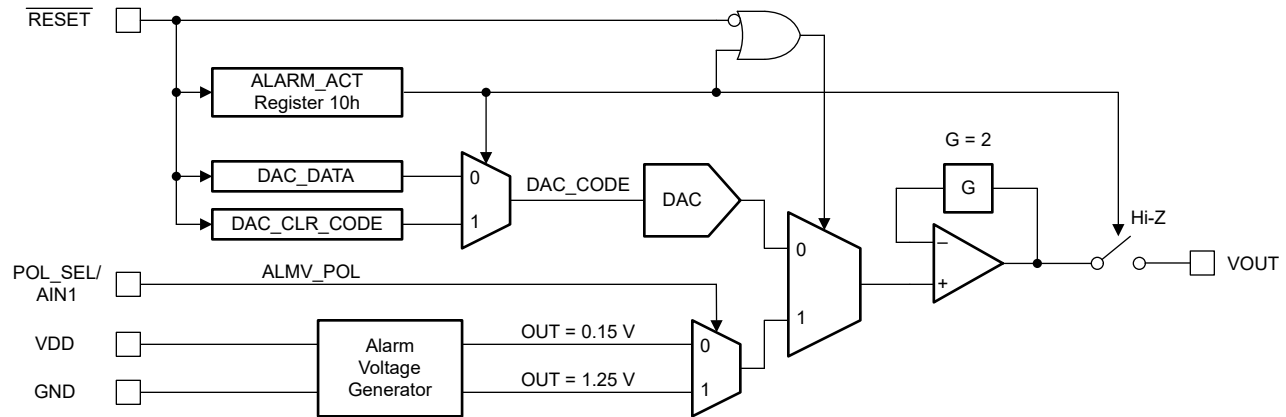 RESET
ALARM_ACT
Register 10h
DAC_DATA
0
DAC_CODE
DAC
DAC_CLR_CODE
1
G = 2
G
Hi-Z
0
−
+
VOUT
POL_SEL/
AIN1
ALMV_POL
1
VDD
Alarm
Voltage
Generator
OUT = 0.15 V
0
GND
OUT = 1.25 V
1